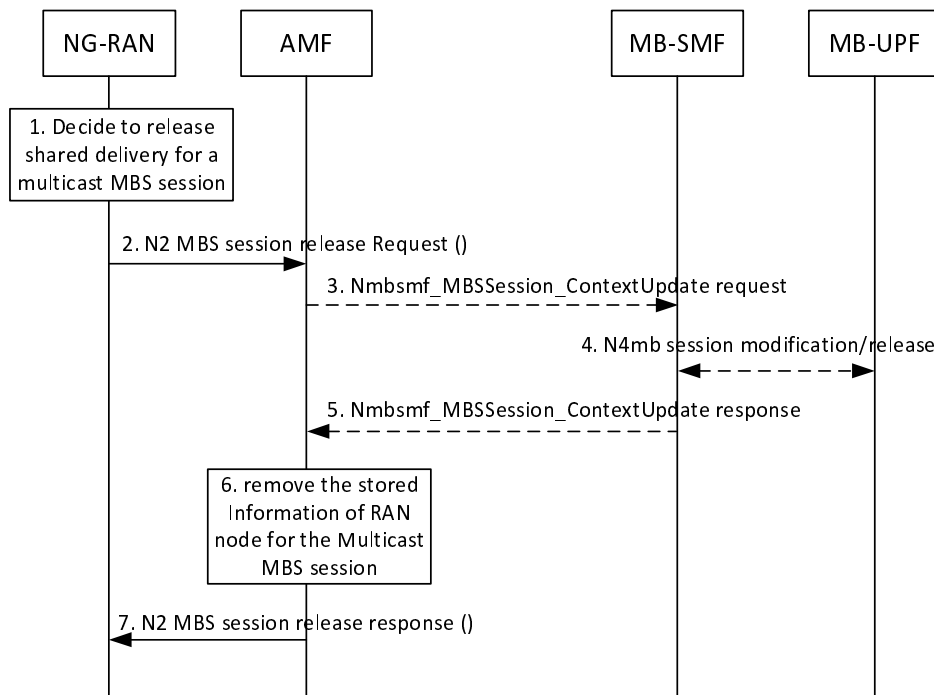 NG-RAN
AMF
MB-SMF
MB-UPF
1. Decide to release
shared delivery for a
multicast MBS session
2. N2 MBS session release Request ()
3. Nmbsmf_MBSSession_ContextUpdate request
4. N4mb session modification/release
5. Nmbsmf_MBSSession_ContextUpdate response
6. remove the stored
Information of RAN
node for the Multicast
MBS session
7. N2 MBS session release response ()